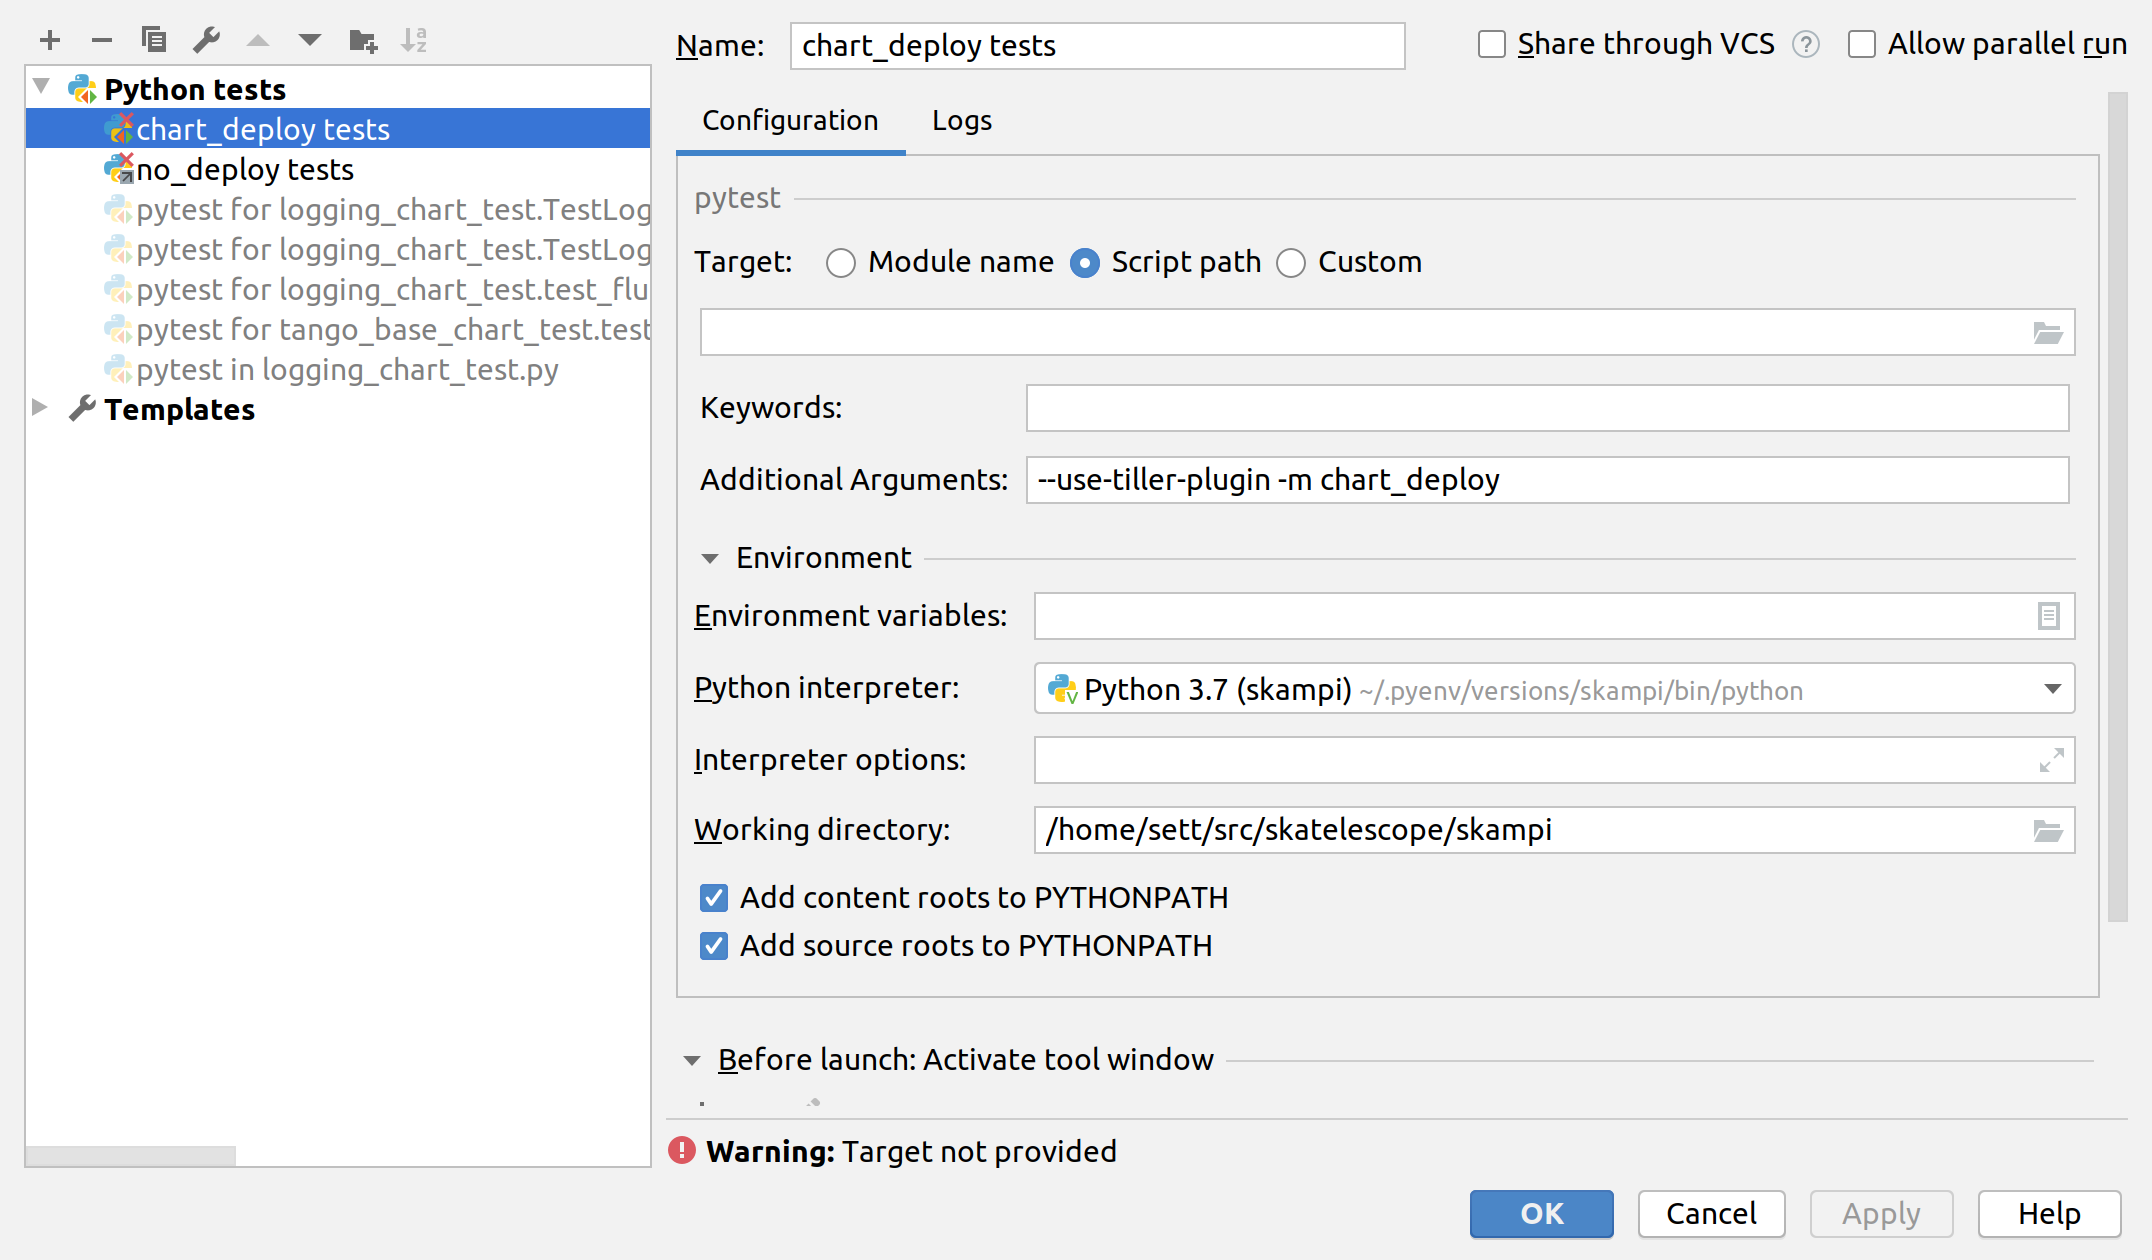 Python tests
chart_deploy tests
no_deploy tests
pytest for logging_chart_test.TestLog
pytest for logging_chart_test.TestLog
pytest for logging_chart_test.test_flu
pytest for tango_base_chart_test.test
pytest in logging_chart_test.py
Templates
Name: chart_deploy tests Share through VCS ? Allow parallel run
Configuration Logs
pytest
Target: Module name Script path Custom
Keywords:
Additional Arguments: --use-tiller-plugin -m chart_deploy
Environment
Environment variables:
Python interpreter: Python 3.7 (skampi) ~/.pyenv/versions/skampi/bin/python
Interpreter options:
Working directory: /home/sett/src/skatelescope/skampi
Add content roots to PYTHONPATH
Add source roots to PYTHONPATH
Before launch: Activate tool window
Warning: Target not provided
OK Cancel Apply Help